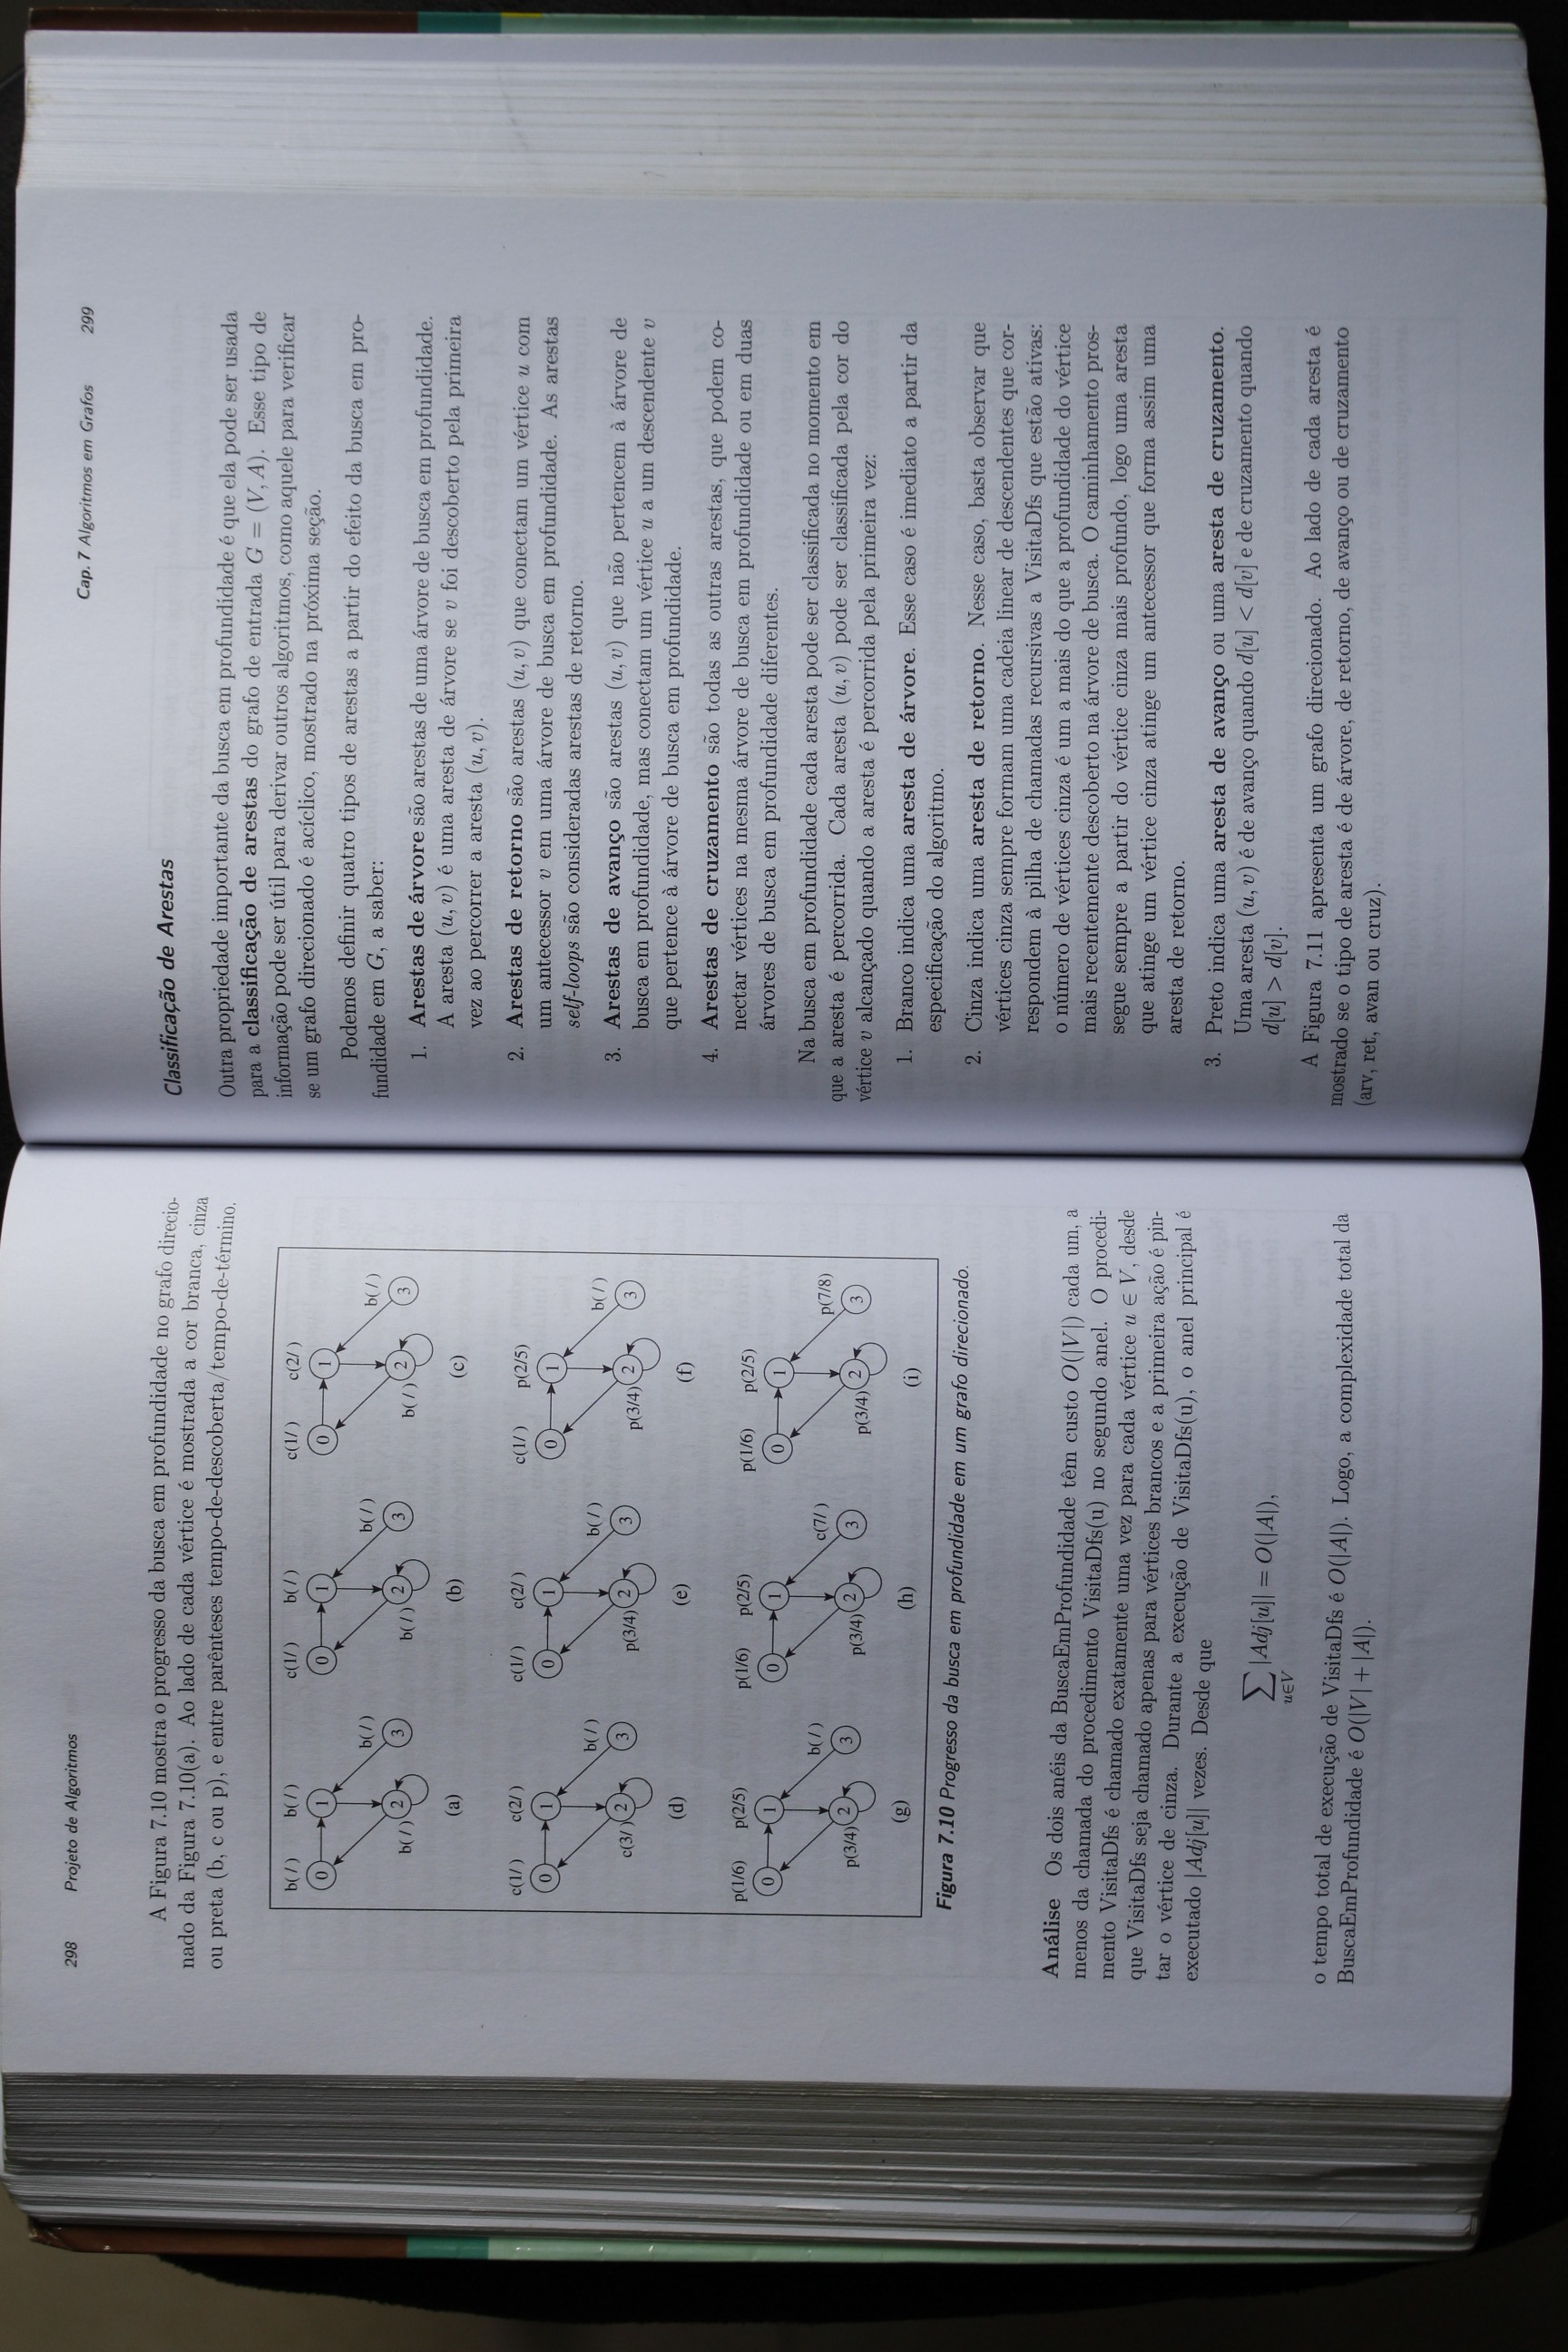 298 Projeto de Algoritmos
A Figura 7.10 mostra o progresso da busca em profundidade no grafo direcio-
nado da Figura 7.10(a). Ao lado de cada vértice é mostrada a cor branca, cinza
ou preta (b, c ou p), e entre parênteses tempo-de-descoberta/tempo-de-término.
b( / ) b( / ) c(1/ ) b( / ) c(1/ ) c(2/ )
0 1 0 1 0 1
b( / ) b( / ) b( / )
b( / ) 2 3 b( / ) 2 3 b( / ) 2 3
(a) (b) (c)
c(1/ ) c(2/ ) c(1/ ) c(2/ ) c(1/ ) p(2/5)
0 1 0 1 0 1
b( / ) b( / ) b( / )
c(3/ ) 2 3 p(3/4) 2 3 p(3/4) 2 3
(d) (e) (f)
p(1/6) p(2/5) p(1/6) p(2/5) p(1/6) p(2/5)
0 1 0 1 0 1
b( / ) c(7/ ) p(7/8)
p(3/4) 2 3 p(3/4) 2 3 p(3/4) 2 3
(g) (h) (i)
Figura 7.10 Progresso da busca em profundidade em um grafo direcionado.
Análise Os dois anéis da BuscaEmProfundidade têm custo O(|V|) cada um, a
menos da chamada do procedimento VisitaDfs(u) no segundo anel. O procedi-
mento VisitaDfs é chamado exatamente uma vez para cada vértice u ∈ V, desde
que VisitaDfs seja chamado apenas para vértices brancos e a primeira ação é pin-
tar o vértice de cinza. Durante a execução de VisitaDfs(u), o anel principal é
executado |Adj[u]| vezes. Desde que
∑ |Adj[u]| = O(|A|),
u∈V
o tempo total de execução de VisitaDfs é O(|A|). Logo, a complexidade total da
BuscaEmProfundidade é O(|V| + |A|).
Cap. 7 Algoritmos em Grafos 299
Classificação de Arestas
Outra propriedade importante da busca em profundidade é que ela pode ser usada
para a classificação de arestas do grafo de entrada G = (V, A). Esse tipo de
informação pode ser útil para derivar outros algoritmos, como aquele para verificar
se um grafo direcionado é acíclico, mostrado na próxima seção.
Podemos definir quatro tipos de arestas a partir do efeito da busca em pro-
fundidade em G, a saber:
1. Arestas de árvore são arestas de uma árvore de busca em profundidade.
A aresta (u, v) é uma aresta de árvore se v foi descoberto pela primeira
vez ao percorrer a aresta (u, v).
2. Arestas de retorno são arestas (u, v) que conectam um vértice u com
um antecessor v em uma árvore de busca em profundidade. As arestas
self-loops são consideradas arestas de retorno.
3. Arestas de avanço são arestas (u, v) que não pertencem à árvore de
busca em profundidade, mas conectam um vértice u a um descendente v
que pertence à árvore de busca em profundidade.
4. Arestas de cruzamento são todas as outras arestas, que podem co-
nectar vértices na mesma árvore de busca em profundidade ou em duas
árvores de busca em profundidade diferentes.
Na busca em profundidade cada aresta pode ser classificada no momento em
que a aresta é percorrida. Cada aresta (u, v) pode ser classificada pela cor do
vértice v alcançado quando a aresta é percorrida pela primeira vez:
1. Branco indica uma aresta de árvore. Esse caso é imediato a partir da
especificação do algoritmo.
2. Cinza indica uma aresta de retorno. Nesse caso, basta observar que
vértices cinza sempre formam uma cadeia linear de descendentes que cor-
respondem à pilha de chamadas recursivas a VisitaDfs que estão ativas:
o número de vértices cinza é um a mais do que a profundidade do vértice
mais recentemente descoberto na árvore de busca. O caminhamento pros-
segue sempre a partir do vértice cinza mais profundo, logo uma aresta
que atinge um vértice cinza atinge um antecessor que forma assim uma
aresta de retorno.
3. Preto indica uma aresta de avanço ou uma aresta de cruzamento.
Uma aresta (u, v) é de avanço quando d[u] < d[v] e de cruzamento quando
d[u] > d[v].
A Figura 7.11 apresenta um grafo direcionado. Ao lado de cada aresta é
mostrado se o tipo de aresta é de árvore, de retorno, de avanço ou de cruzamento
(arv, ret, avan ou cruz).